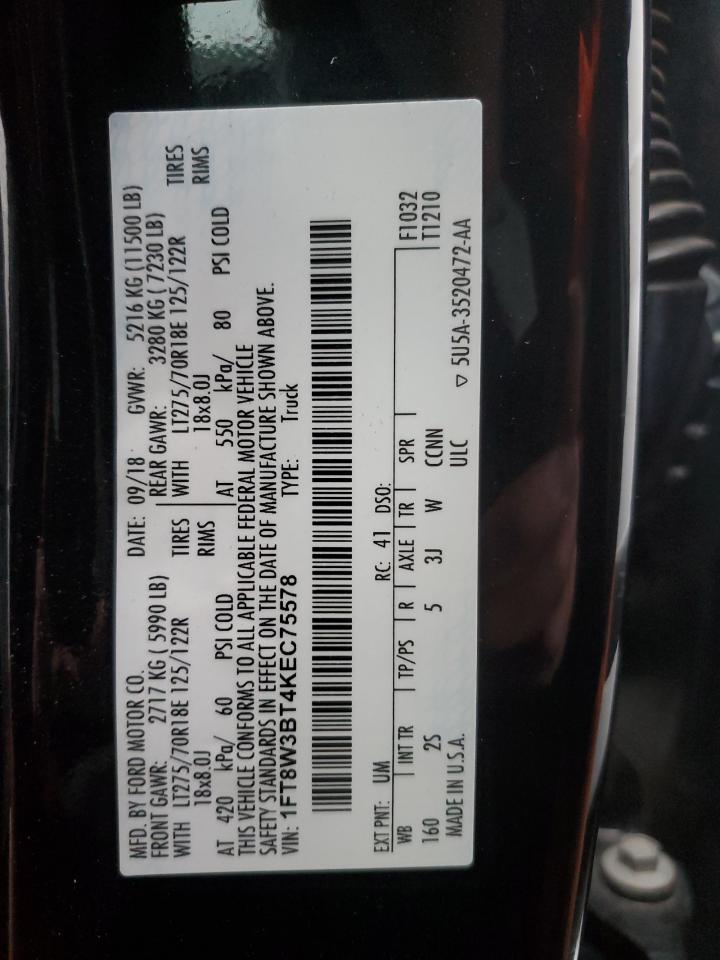 MFD. BY FORD MOTOR CO. DATE: 09/18 GVWR: 5216 KG (11500 LB)
FRONT GAWR: 2717 KG ( 5990 LB) REAR GAWR: 3280 KG ( 7230 LB)
WITH LT275/70R18E 125/122R TIRES WITH LT275/70R18E 125/122R TIRES
18x8.0J RIMS 18x8.0J RIMS
AT 420 kPa/ 60 PSI COLD AT 550 kPa/ 80 PSI COLD
THIS VEHICLE CONFORMS TO ALL APPLICABLE FEDERAL MOTOR VEHICLE
SAFETY STANDARDS IN EFFECT ON THE DATE OF MANUFACTURE SHOWN ABOVE.
VIN: 1FT8W3BT4KEC75578 TYPE: Truck
EXT PNT: UM RC: 41 DSO:
WB INT TR TP/PS R AXLE TR SPR F1032
160 2S 5 3J W CCNN T1210
MADE IN U.S.A. ULC ▽ 5U5A-3520472-AA